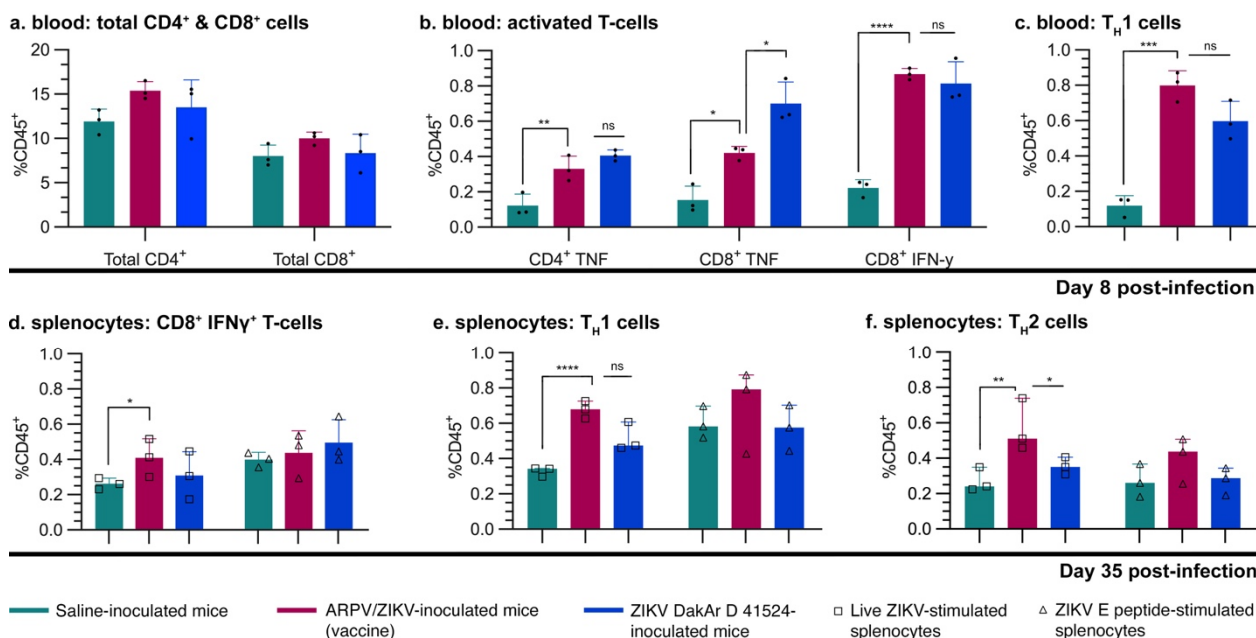 a. blood: total CD4⁺ & CD8⁺ cells
%CD45⁺
20
15
10
5
0
Total CD4⁺ Total CD8⁺
b. blood: activated T-cells
%CD45⁺
1.0
0.8
0.6
0.4
0.2
0.0
** ns
* *
**** ns
CD4⁺ TNF CD8⁺ TNF CD8⁺ IFN-y
c. blood: T_H1 cells
%CD45⁺
1.0
0.8
0.6
0.4
0.2
0.0
*** ns
Day 8 post-infection
d. splenocytes: CD8⁺ IFNγ⁺ T-cells
%CD45⁺
1.0
0.8
0.6
0.4
0.2
0.0
*
e. splenocytes: T_H1 cells
%CD45⁺
1.0
0.8
0.6
0.4
0.2
0.0
**** ns
f. splenocytes: T_H2 cells
%CD45⁺
1.0
0.8
0.6
0.4
0.2
0.0
** *
Day 35 post-infection
Saline-inoculated mice
ARPV/ZIKV-inoculated mice
(vaccine)
ZIKV DakAr D 41524-
inoculated mice
Live ZIKV-stimulated
splenocytes
ZIKV E peptide-stimulated
splenocytes